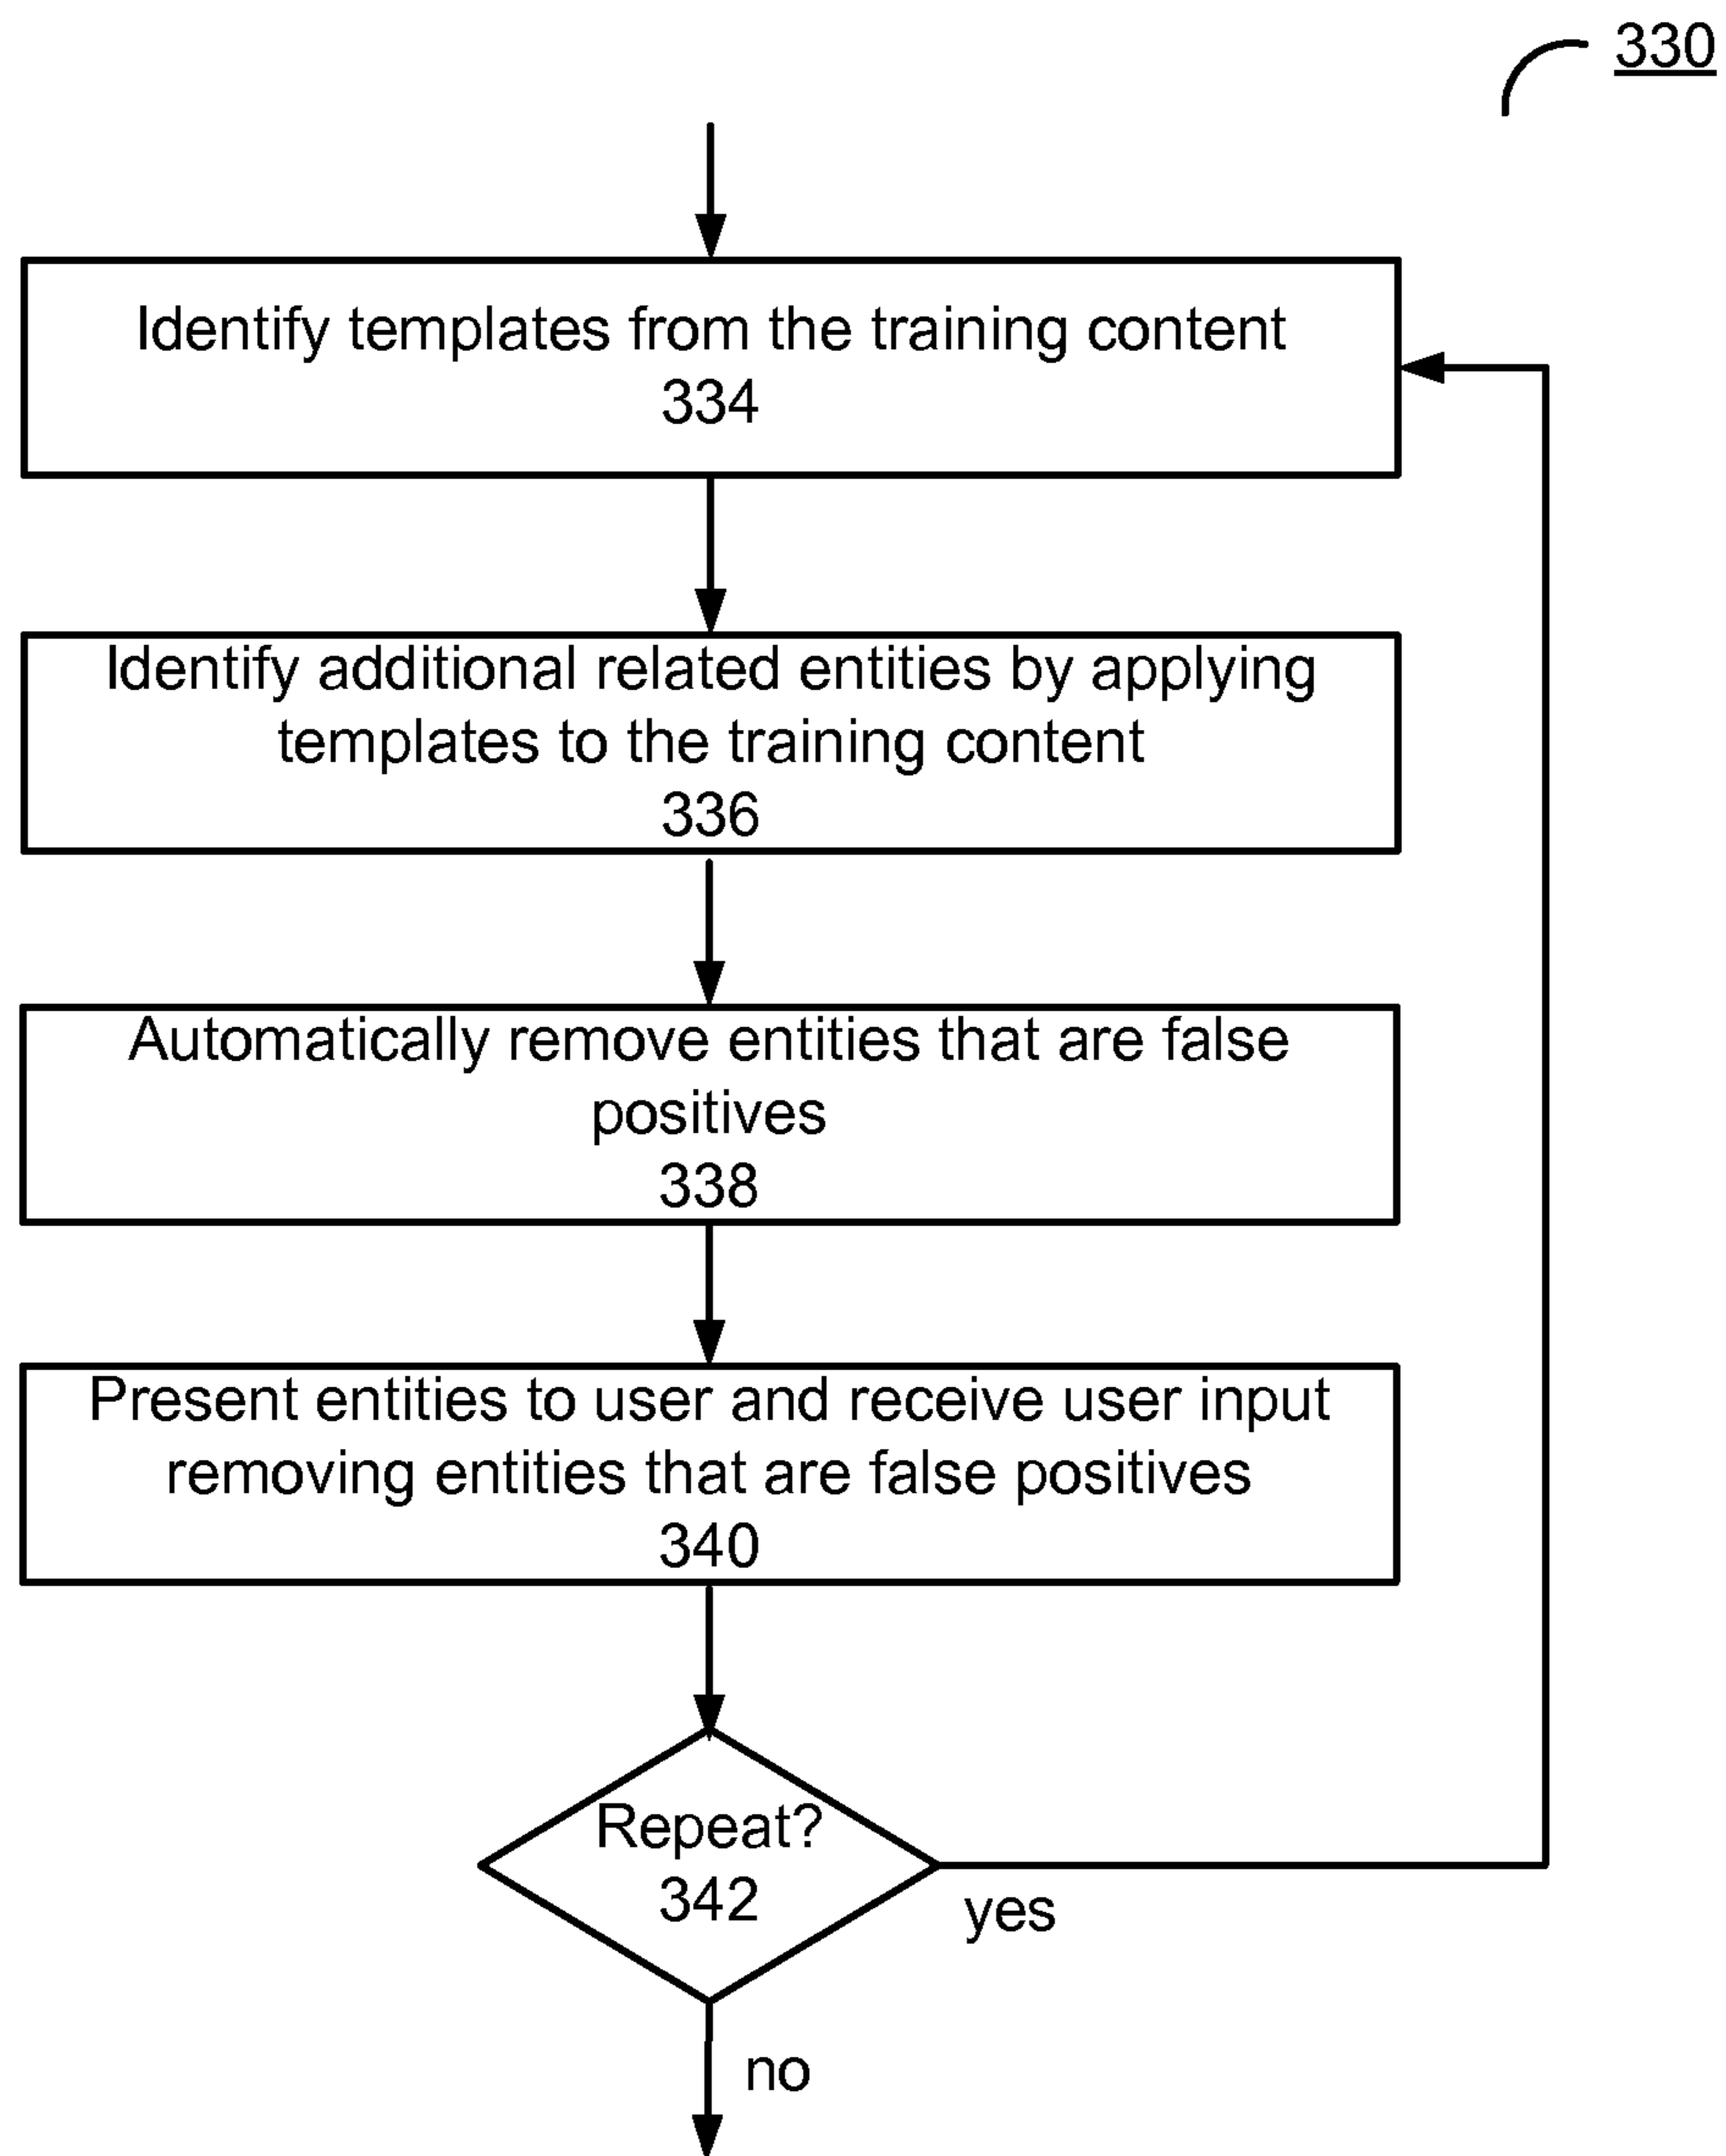 330
Identify templates from the training content
334
Identify additional related entities by applying
templates to the training content
336
Automatically remove entities that are false
positives
338
Present entities to user and receive user input
removing entities that are false positives
340
Repeat?
342
yes
no